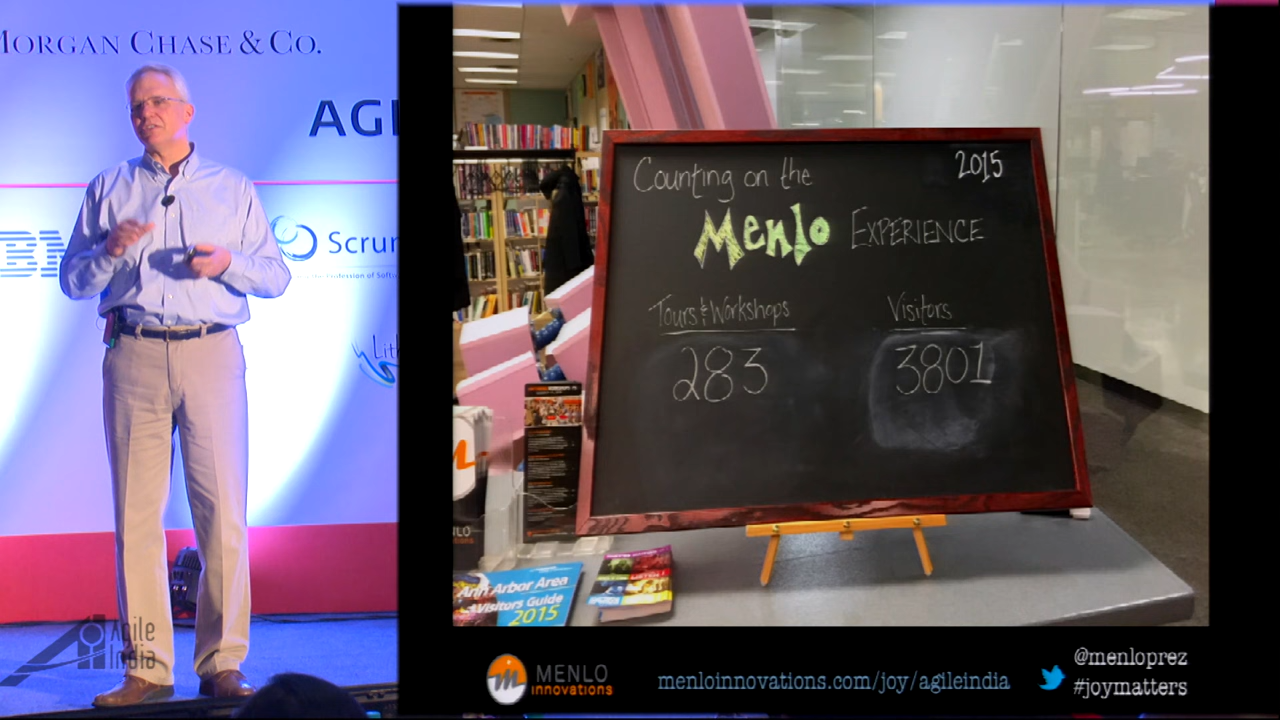 MORGAN CHASE & CO.
AGI
IBM
Scrum
Lith
Agile
India
Counting on the
2015
Menlo EXPERIENCE
Tours & Workshops
Visitors
283
3801
Ann Arbor Area
Visitors Guide
2015
MENLO
innovations
menloinnovations.com/joy/agileindia
@menloprez
#joymatters